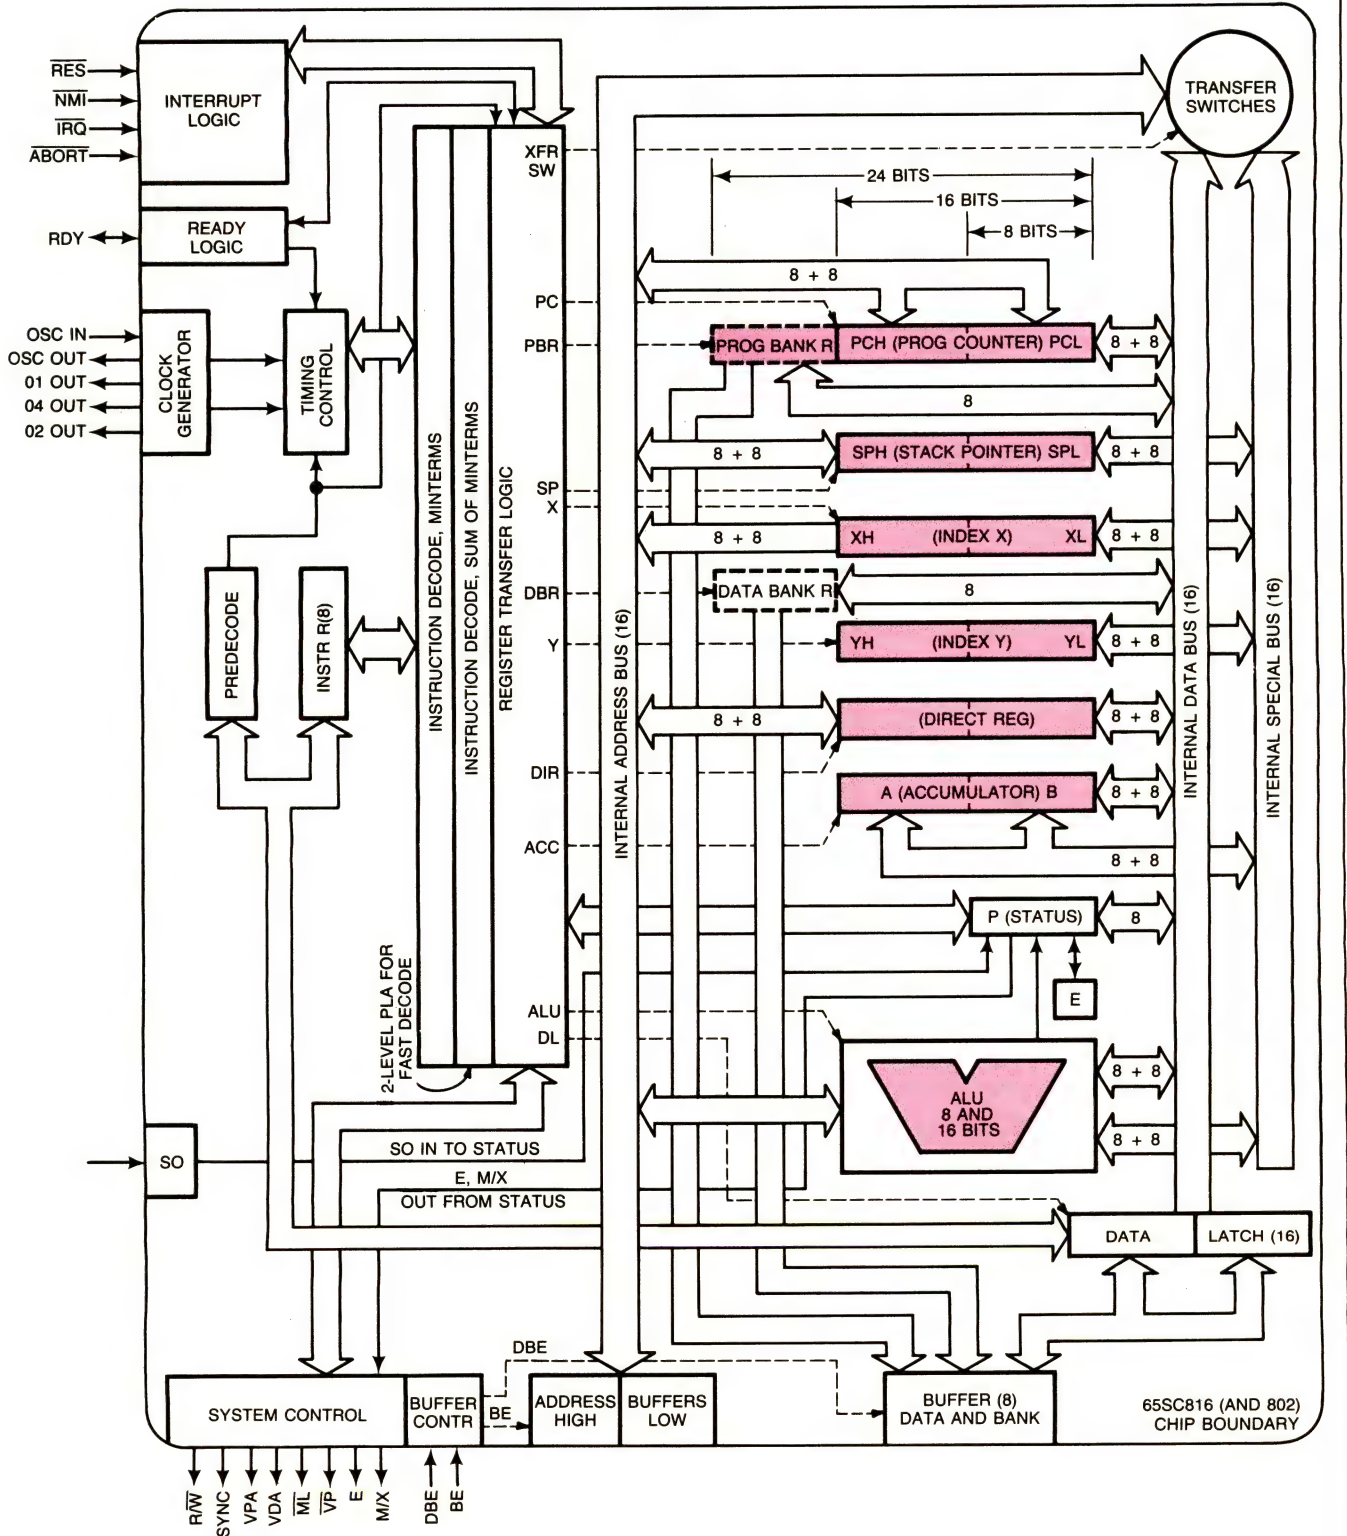 RES
NMI
IRQ
ABORT
INTERRUPT
LOGIC
TRANSFER
SWITCHES
XFR
SW
24 BITS
16 BITS
8 BITS
RDY
READY
LOGIC
8 + 8
PC
OSC IN
OSC OUT
01 OUT
04 OUT
02 OUT
CLOCK
GENERATOR
TIMING
CONTROL
PBR
PROG BANK R
PCH (PROG COUNTER) PCL
8 + 8
8
8 + 8
SPH (STACK POINTER) SPL
8 + 8
SP
X
8 + 8
XH (INDEX X) XL
8 + 8
DBR
DATA BANK R
8
Y
YH (INDEX Y) YL
8 + 8
PREDECODE
INSTR R(8)
INSTRUCTION DECODE, MINTERMS
INSTRUCTION DECODE, SUM OF MINTERMS
REGISTER TRANSFER LOGIC
INTERNAL ADDRESS BUS (16)
INTERNAL DATA BUS (16)
INTERNAL SPECIAL BUS (16)
8 + 8
(DIRECT REG)
8 + 8
DIR
A (ACCUMULATOR) B
8 + 8
ACC
8 + 8
P (STATUS)
8
E
2-LEVEL PLA FOR
FAST DECODE
ALU
DL
ALU
8 AND
16 BITS
8 + 8
8 + 8
SO
SO IN TO STATUS
E, M/X
OUT FROM STATUS
DATA
LATCH (16)
DBE
SYSTEM CONTROL
BUFFER
CONTR
BE
ADDRESS
HIGH
BUFFERS
LOW
BUFFER (8)
DATA AND BANK
65SC816 (AND 802)
CHIP BOUNDARY
R/W
SYNC
VPA
VDA
ML
VP
E
M/X
DBE
BE